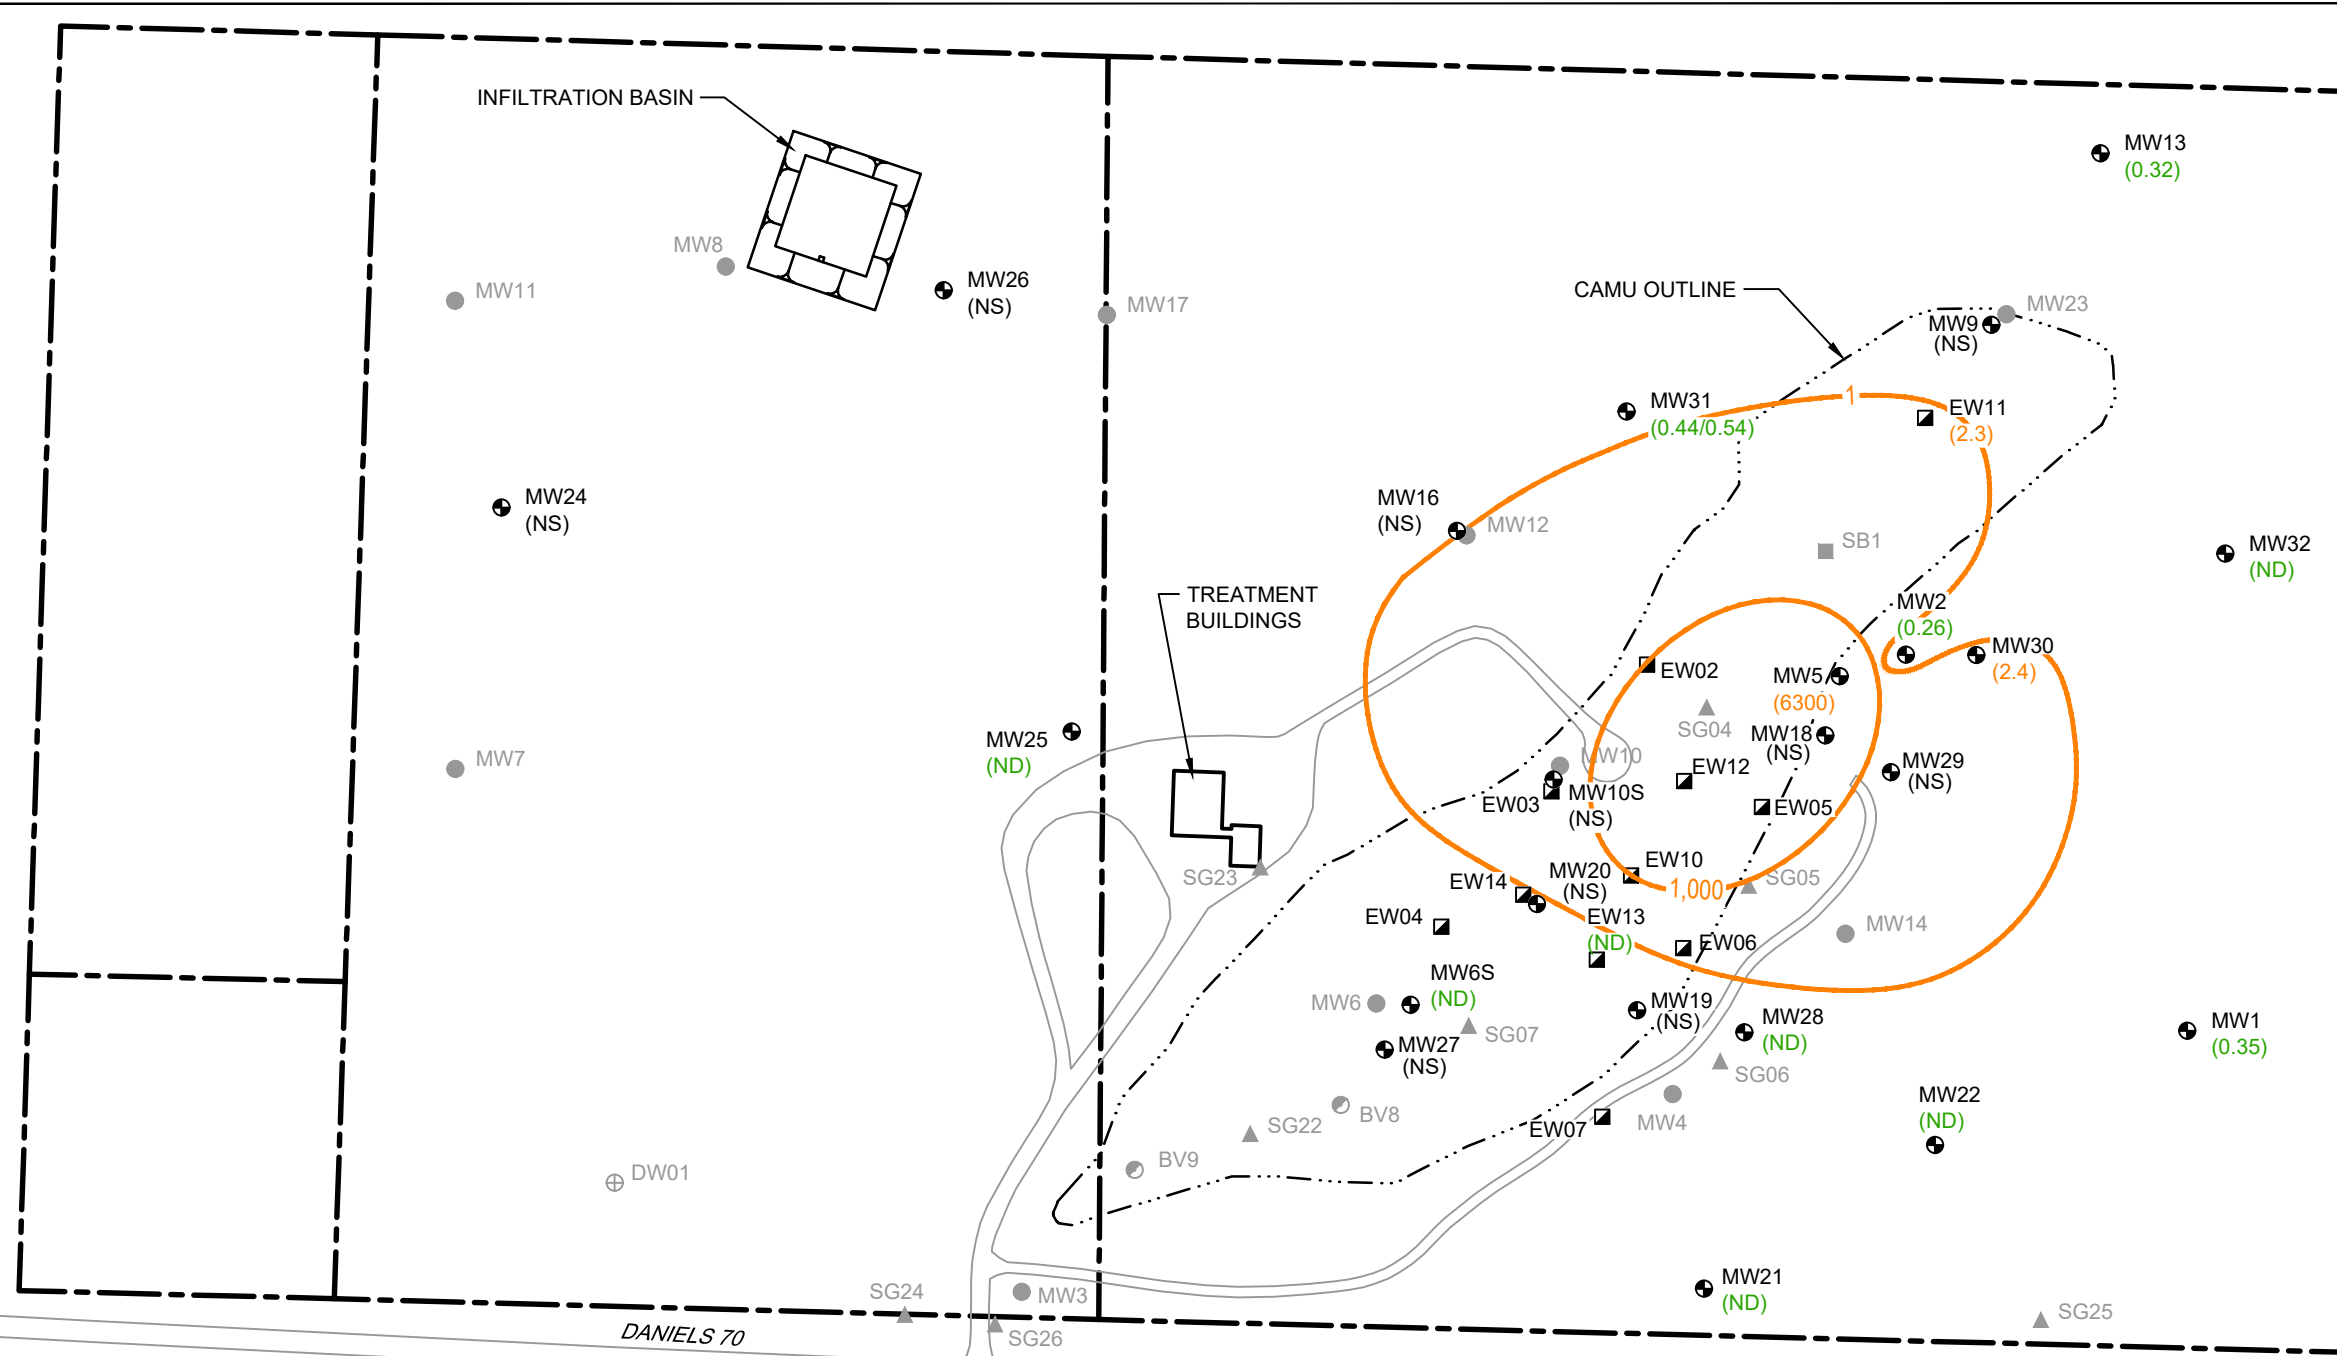 INFILTRATION BASIN
MW13
(0.32)
MW8
MW11
MW26
(NS)
MW17
CAMU OUTLINE
MW23
MW9
(NS)
1
MW31
(0.44/0.54)
EW11
(2.3)
MW24
(NS)
MW16
(NS)
MW12
SB1
MW32
(ND)
TREATMENT
BUILDINGS
MW2
(0.26)
MW30
(2.4)
EW02
MW5
(6300)
SG04
MW25
(ND)
MW7
MW18
(NS)
MW10
EW12
MW29
(NS)
EW03
MW10S
(NS)
EW05
SG23
EW14
MW20
(NS)
EW10
1,000
SG05
EW04
EW13
(ND)
EW06
MW14
MW6
MW6S
(ND)
SG07
MW19
(NS)
MW28
(ND)
MW1
(0.35)
MW27
(NS)
SG06
MW22
(ND)
BV8
SG22
EW07
MW4
BV9
DW01
MW21
(ND)
SG24
MW3
SG25
DANIELS 70
SG26